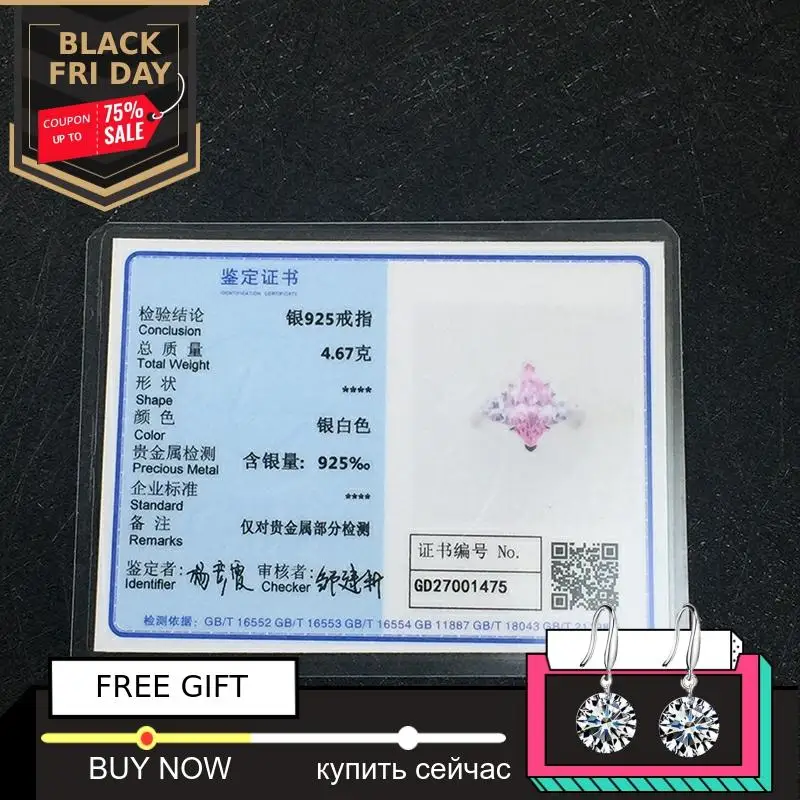 BLACK
FRI DAY
COUPON
UP TO
75%
SALE
鉴定证书
IDENTIFICATION CERTIFICATE
检验结论 银925戒指
Conclusion
总 质 量 4.67克
Total Weight
形 状 ****
Shape
颜 色 银白色
Color
贵金属检测 含银量: 925‰
Precious Metal
企业标准 ****
Standard
备 注 仅对贵金属部分检测
Remarks
鉴定者: 审核者:
Identifier Checker
证书编号 No.
GD27001475
检测依据: GB/T 16552 GB/T 16553 GB/T 16554 GB 11887 GB/T 18043 GB/T
FREE GIFT
BUY NOW
купить сейчас